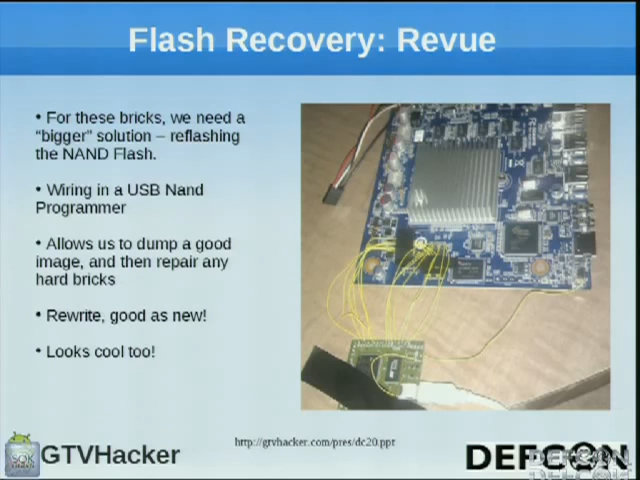 Flash Recovery: Revue
• For these bricks, we need a
“bigger” solution – reflashing
the NAND Flash.
• Wiring in a USB Nand
Programmer
• Allows us to dump a good
image, and then repair any
hard bricks
• Rewrite, good as new!
• Looks cool too!
http://gtvhacker.com/pres/dc20.ppt
GTVHacker
DEFCON
DEFCON